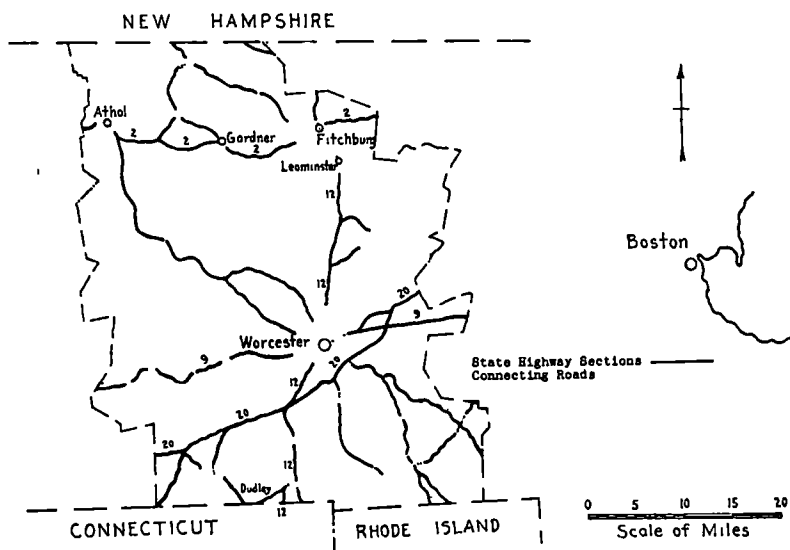 NEW HAMPSHIRE
Athol
2
2
Gardner
2
2
Fitchburg
Leominster
12
12
20
9
Boston
Worcester
9
20
12
State Highway Sections
Connecting Roads
20
20
12
Dudley
12
CONNECTICUT
RHODE ISLAND
0 5 10 15 20
Scale of Miles